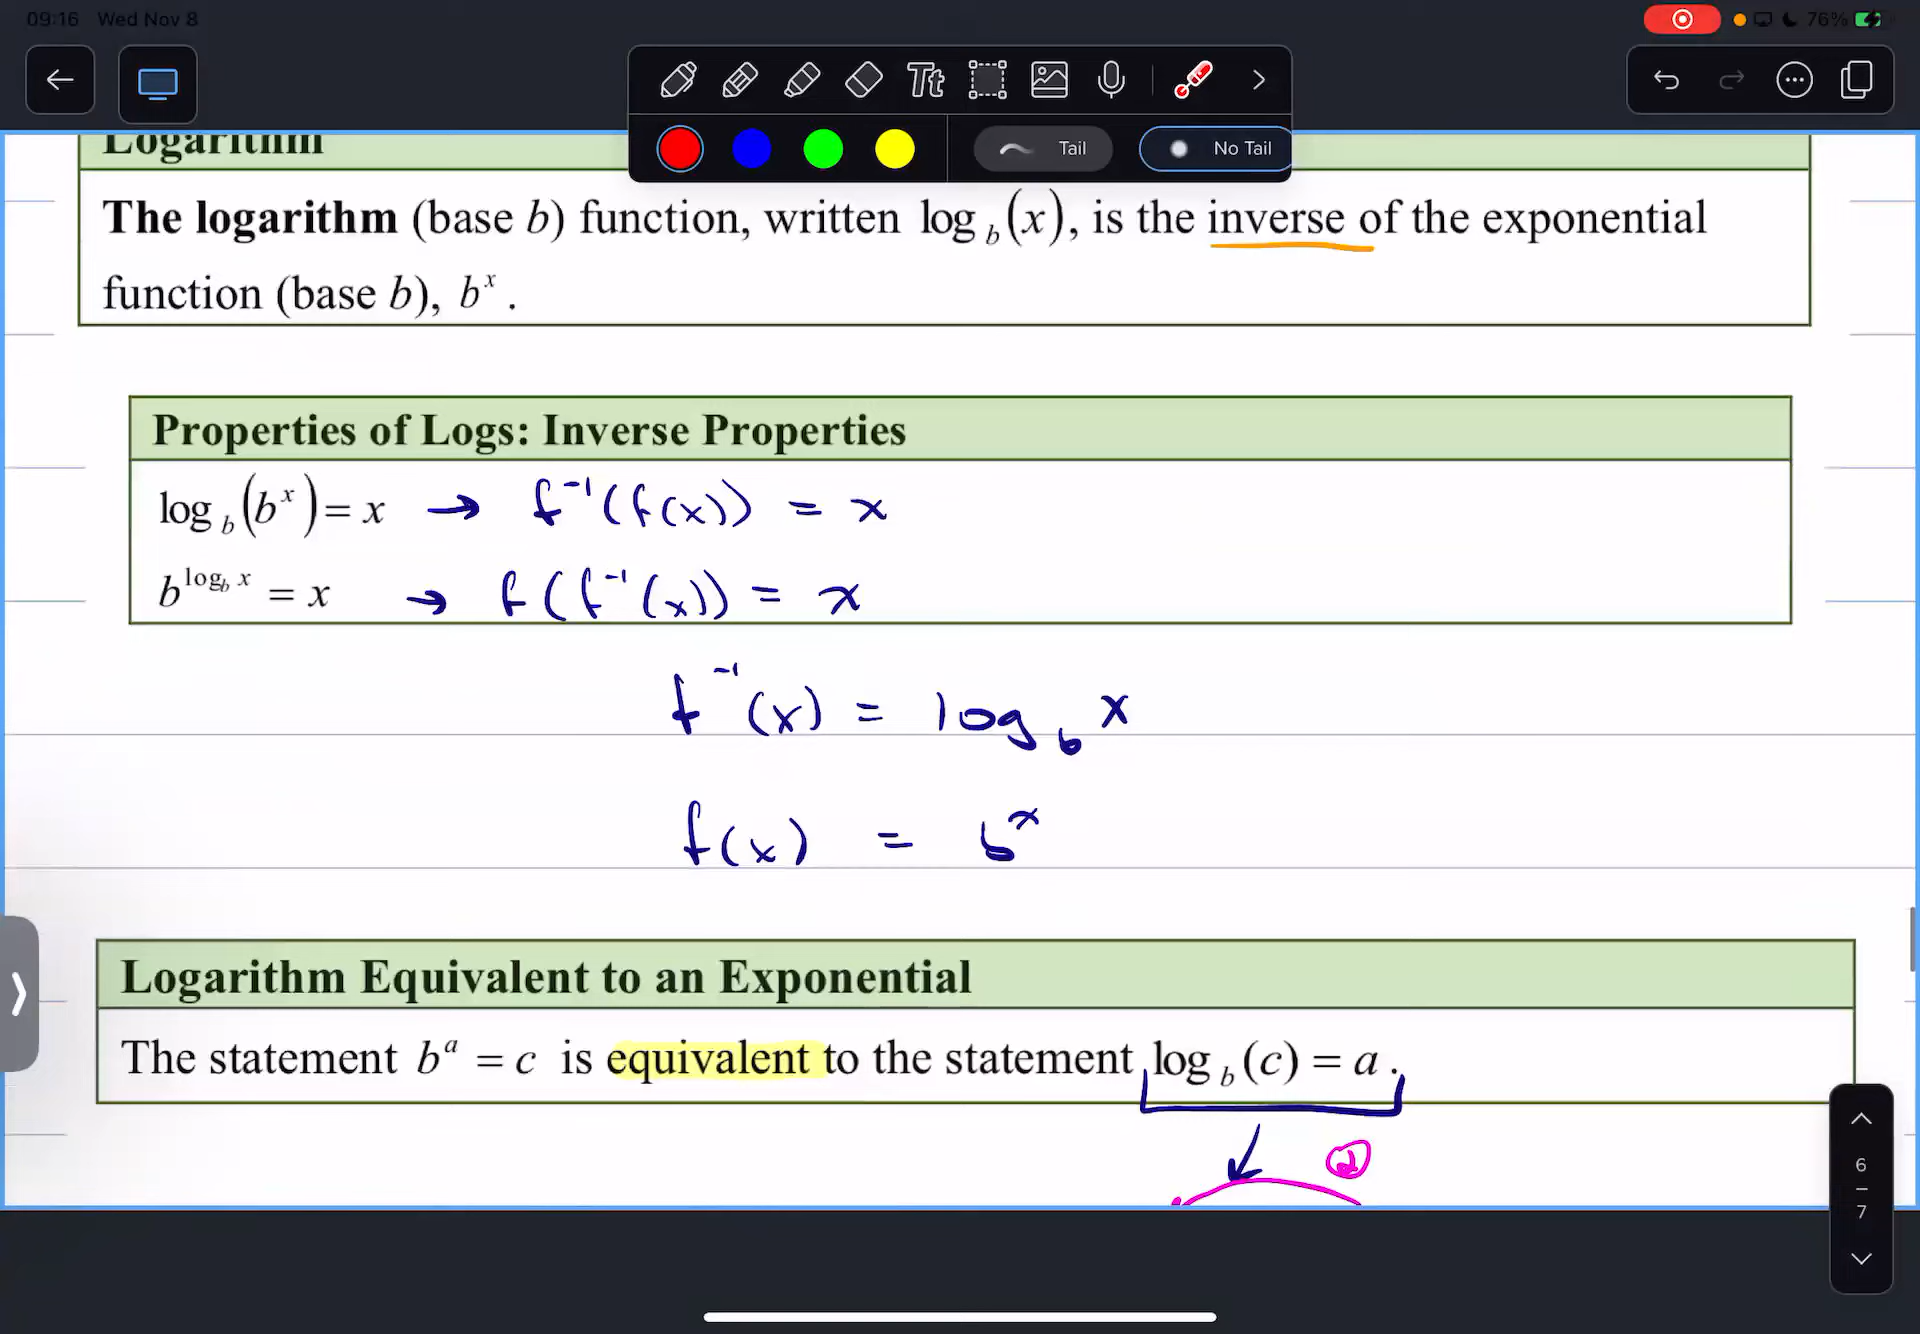 09:16 Wed Nov 8
76%
Tt
Tail
No Tail
Logarithm
The logarithm (base b) function, written log_b(x), is the inverse of the exponential
function (base b), b^x.
Properties of Logs: Inverse Properties
log_b(b^x) = x → f^-1(f(x)) = x
b^(log_b x) = x → f(f^-1(x)) = x
f^-1(x) = log_b x
f(x) = b^x
Logarithm Equivalent to an Exponential
The statement b^a = c is equivalent to the statement log_b(c) = a.
6
7